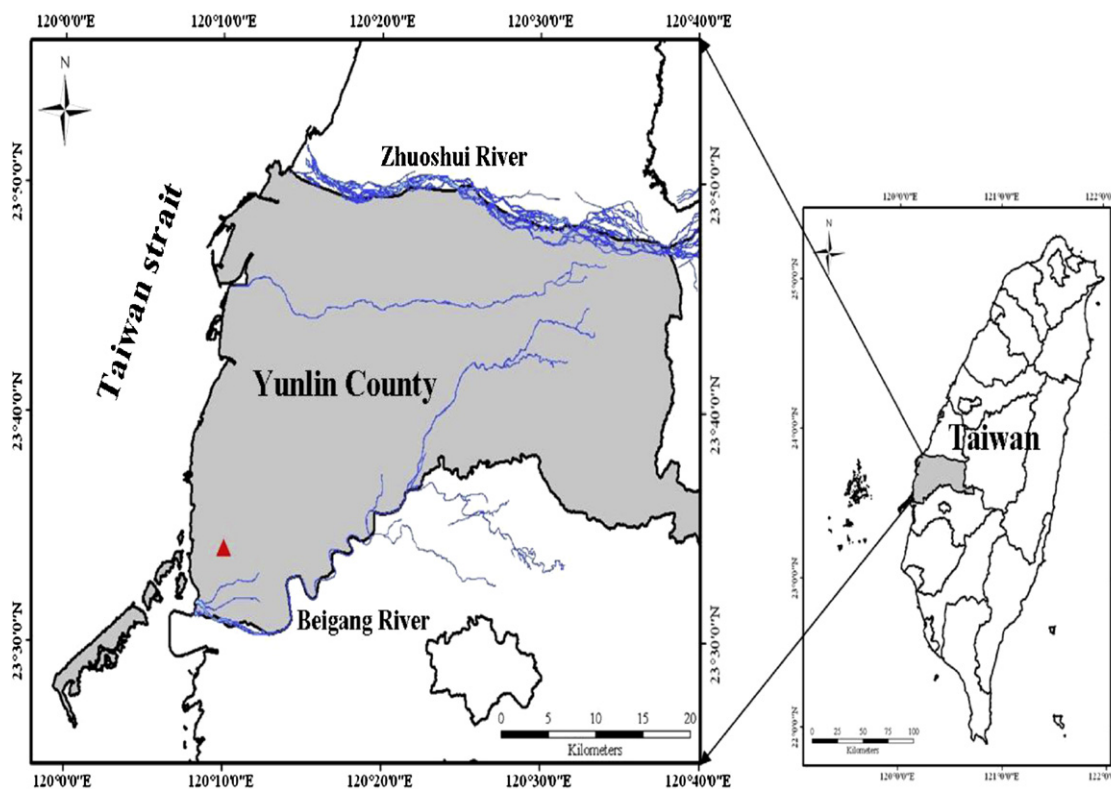 120°0'0"E 120°10'0"E 120°20'0"E 120°30'0"E 120°40'0"E
N
Zhuoshui River
23°50'0"N
23°50'0"N
Taiwan strait
Yunlin County
23°40'0"N
23°40'0"N
Beigang River
23°30'0"N
23°30'0"N
0 5 10 15 20
Kilometers
120°0'0"E 120°10'0"E 120°20'0"E 120°30'0"E 120°40'0"E
120°0'0"E 121°0'0"E 122°0'0"
N
25°0'0"N
24°0'0"N
Taiwan
23°0'0"N
22°0'0"N
0 25 50 75 100
Kilometers
120°0'0"E 121°0'0"E 122°0'0"